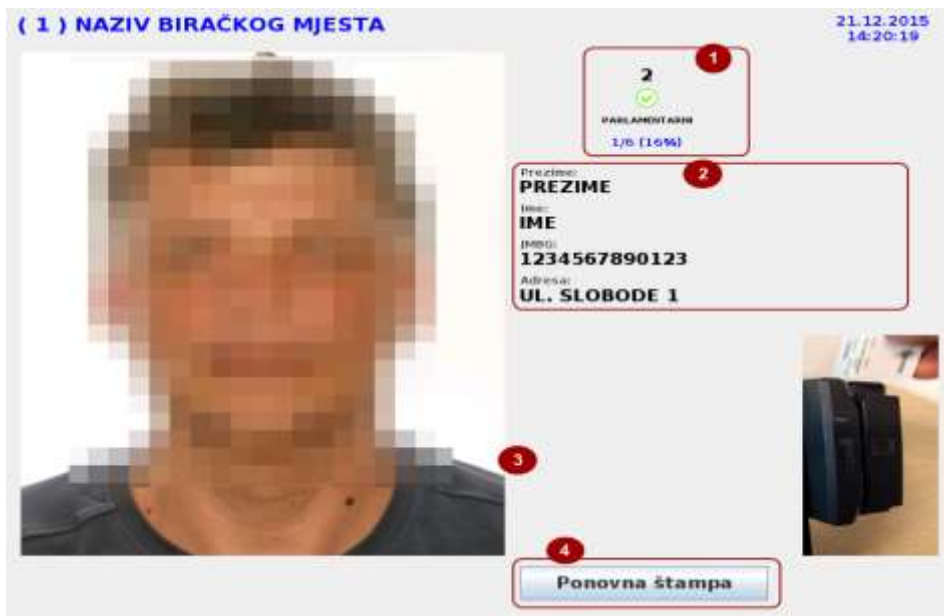 ( 1 ) NAZIV BIRAČKOG MJESTA
21.12.2015
14:20:19
1
2
PARLAMENTARNI
1/6 (16%)
2
Prezime:
PREZIME
Ime:
IME
JMBG:
1234567890123
Adresa:
UL. SLOBODE 1
3
4
Ponovna štampa